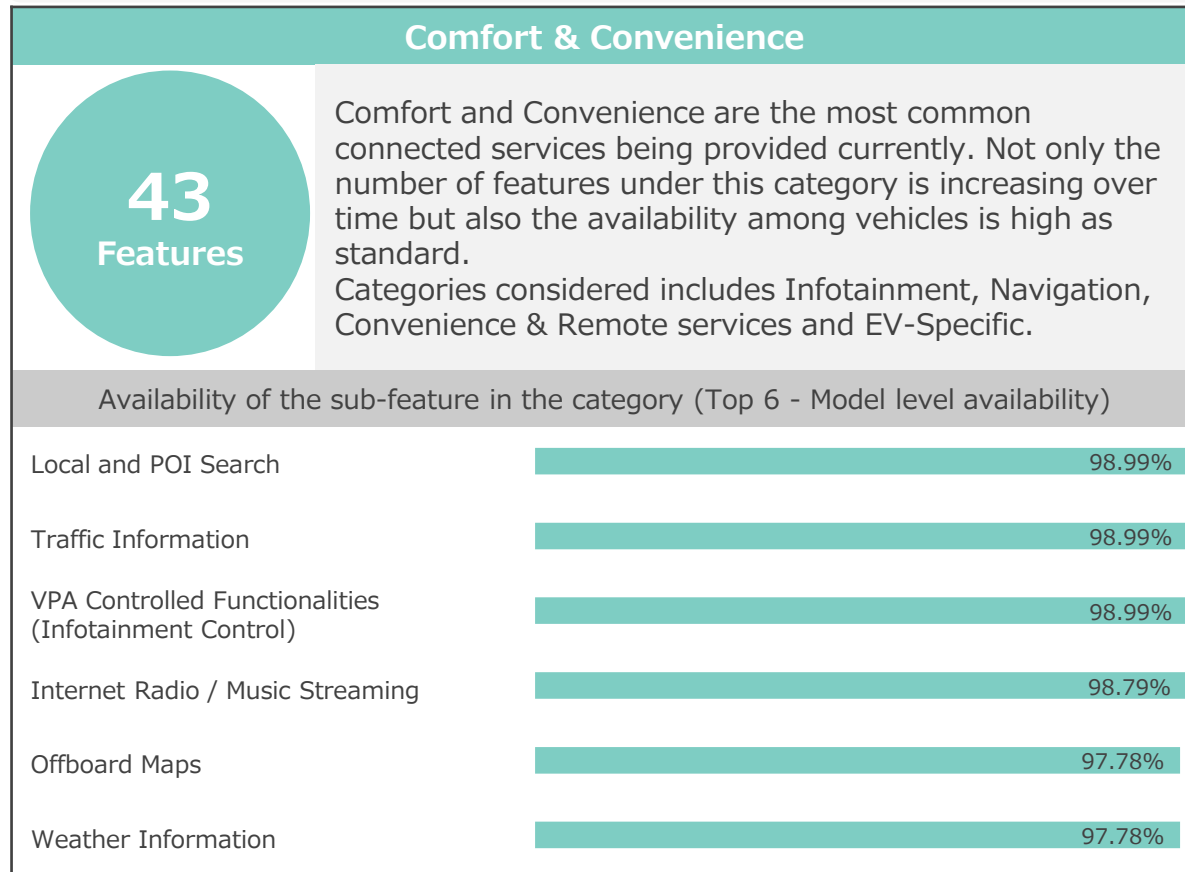 Comfort & Convenience
43
Features
Comfort and Convenience are the most common
connected services being provided currently. Not only the
number of features under this category is increasing over
time but also the availability among vehicles is high as
standard.
Categories considered includes Infotainment, Navigation,
Convenience & Remote services and EV-Specific.
Availability of the sub-feature in the category (Top 6 - Model level availability)
Local and POI Search 98.99%
Traffic Information 98.99%
VPA Controlled Functionalities
(Infotainment Control) 98.99%
Internet Radio / Music Streaming 98.79%
Offboard Maps 97.78%
Weather Information 97.78%